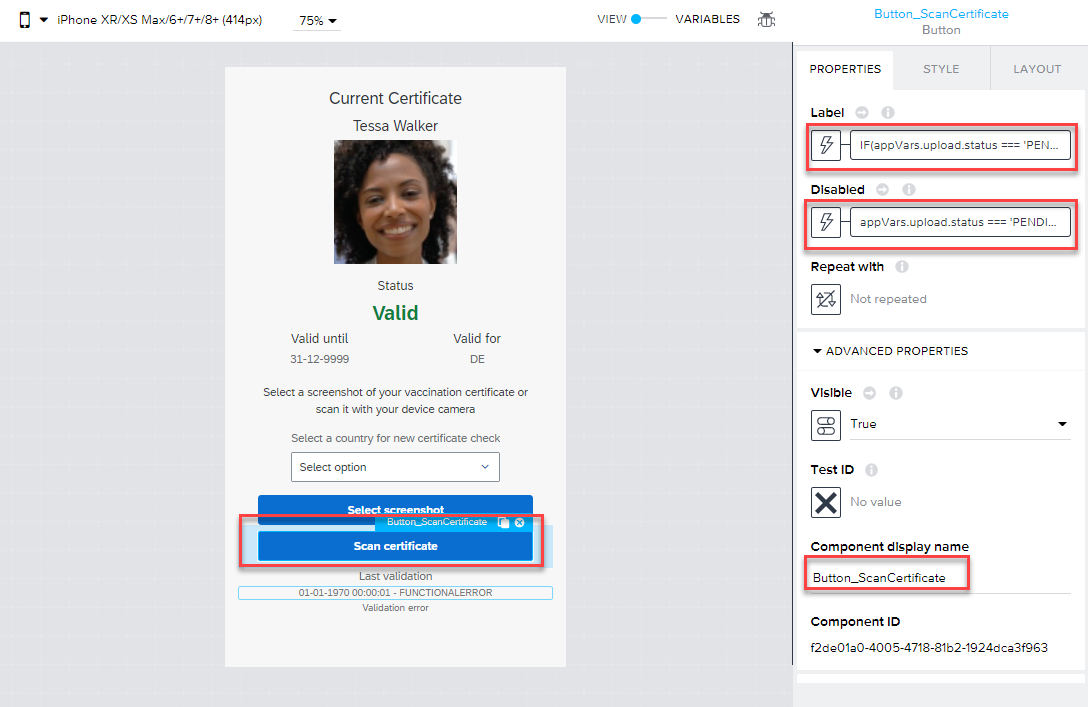 iPhone XR/XS Max/6+/7+/8+ (414px)
75%
VIEW
VARIABLES
Button_ScanCertificate
Button
PROPERTIES
STYLE
LAYOUT
Current Certificate
Tessa Walker
Status
Valid
Valid until
Valid for
31-12-9999
DE
Select a screenshot of your vaccination certificate or
scan it with your device camera
Select a country for new certificate check
Select option
Select screenshot
Button_ScanCertificate
Scan certificate
Last validation
01-01-1970 00:00:01 - FUNCTIONALERROR
Validation error
Label
IF(appVars.upload.status === 'PEN...
Disabled
appVars.upload.status === 'PENDI...
Repeat with
Not repeated
ADVANCED PROPERTIES
Visible
True
Test ID
No value
Component display name
Button_ScanCertificate
Component ID
f2de01a0-4005-4718-81b2-1924dca3f963